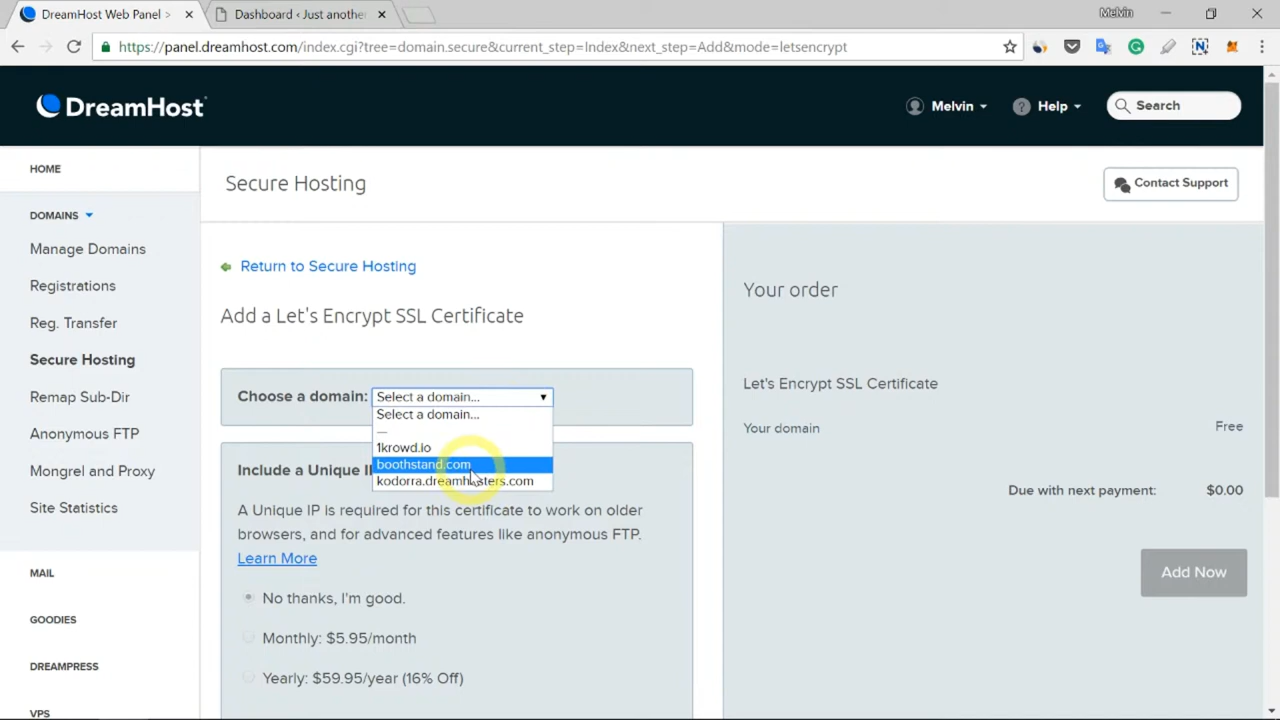 DreamHost Web Panel >
Dashboard ‹ Just another
Melvin
https://panel.dreamhost.com/index.cgi?tree=domain.secure&current_step=Index&next_step=Add&mode=letsencrypt
DreamHost
Melvin
Help
Search
HOME
Secure Hosting
Contact Support
DOMAINS
Manage Domains
Registrations
Reg. Transfer
Secure Hosting
Remap Sub-Dir
Anonymous FTP
Mongrel and Proxy
Site Statistics
MAIL
GOODIES
DREAMPRESS
VPS
Return to Secure Hosting
Add a Let's Encrypt SSL Certificate
Choose a domain: Select a domain...
Select a domain...
---
1krowd.io
boothstand.com
kodorra.dreamhosters.com
Include a Unique I
A Unique IP is required for this certificate to work on older
browsers, and for advanced features like anonymous FTP.
Learn More
No thanks, I'm good.
Monthly: $5.95/month
Yearly: $59.95/year (16% Off)
Your order
Let's Encrypt SSL Certificate
Your domain Free
Due with next payment: $0.00
Add Now